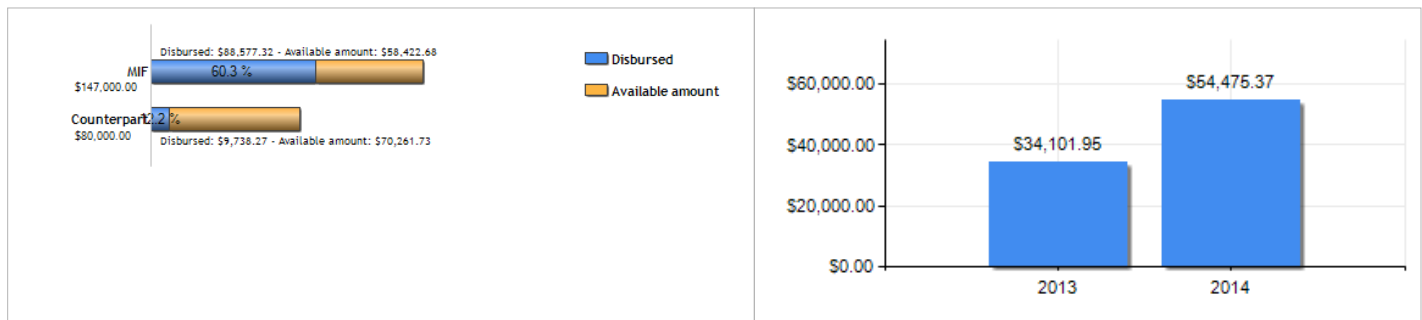 Disbursed: $88,577.32 - Available amount: $58,422.68
MIF
60.3 %
$147,000.00
Counterpart
12.2 %
$80,000.00
Disbursed: $9,738.27 - Available amount: $70,261.73
Disbursed
Available amount
$60,000.00
$40,000.00
$20,000.00
$0.00
$34,101.95
$54,475.37
2013
2014